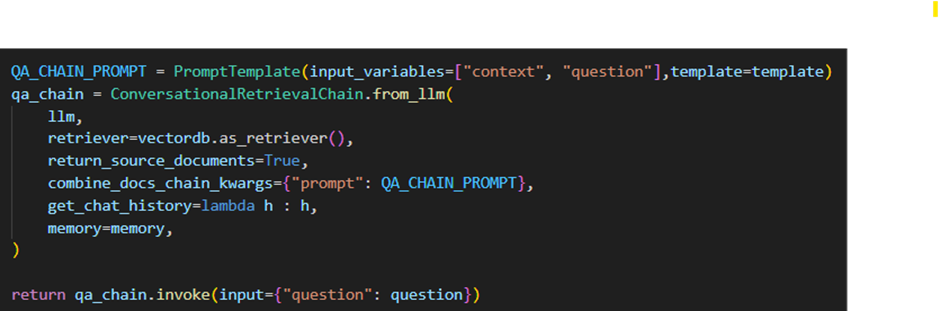 QA_CHAIN_PROMPT = PromptTemplate(input_variables=["context", "question"],template=template)
qa_chain = ConversationalRetrievalChain.from_llm(
    llm,
    retriever=vectordb.as_retriever(),
    return_source_documents=True,
    combine_docs_chain_kwargs={"prompt": QA_CHAIN_PROMPT},
    get_chat_history=lambda h : h,
    memory=memory,
)
return qa_chain.invoke(input={"question": question})